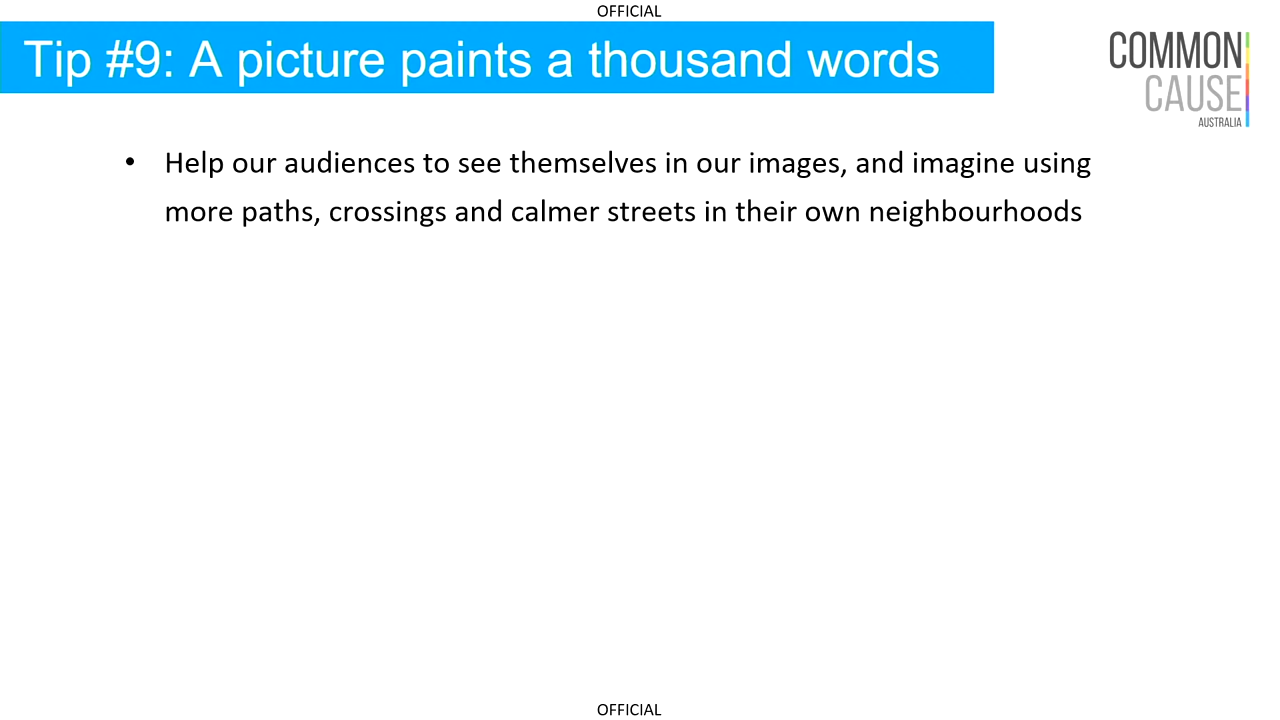 OFFICIAL
Tip #9: A picture paints a thousand words
COMMON
CAUSE
AUSTRALIA
• Help our audiences to see themselves in our images, and imagine using
more paths, crossings and calmer streets in their own neighbourhoods
OFFICIAL